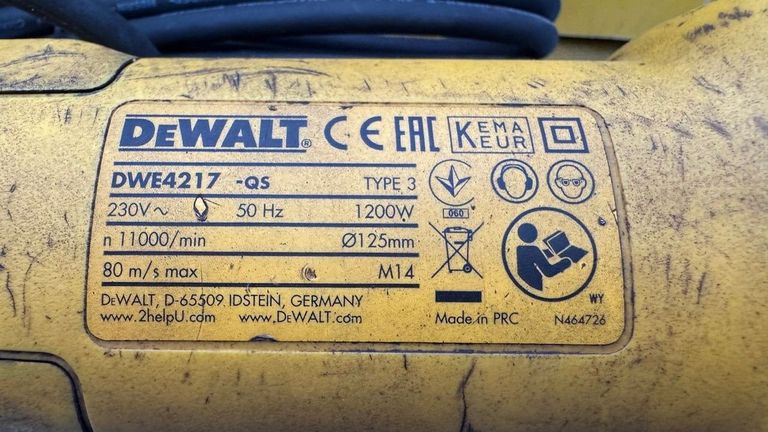 DEWALT® CE EAC KEMA KEUR
DWE4217 -QS TYPE 3
230V~ 50 Hz 1200W
n 11000/min Ø125mm
80 m/s max M14
060
DEWALT, D-65509 IDSTEIN, GERMANY
www.2helpU.com www.DEWALT.com
Made in PRC
WY
N464726